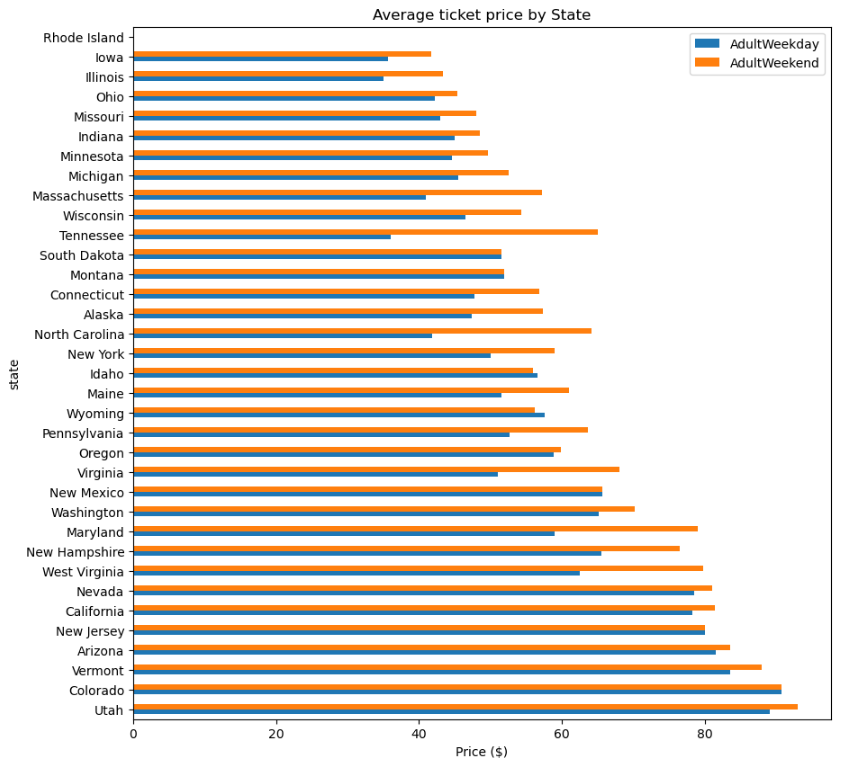 Average ticket price by State
AdultWeekday
AdultWeekend
Rhode Island
Iowa
Illinois
Ohio
Missouri
Indiana
Minnesota
Michigan
Massachusetts
Wisconsin
Tennessee
South Dakota
Montana
Connecticut
Alaska
North Carolina
New York
Idaho
Maine
Wyoming
Pennsylvania
Oregon
Virginia
New Mexico
Washington
Maryland
New Hampshire
West Virginia
Nevada
California
New Jersey
Arizona
Vermont
Colorado
Utah
state
0 20 40 60 80
Price ($)